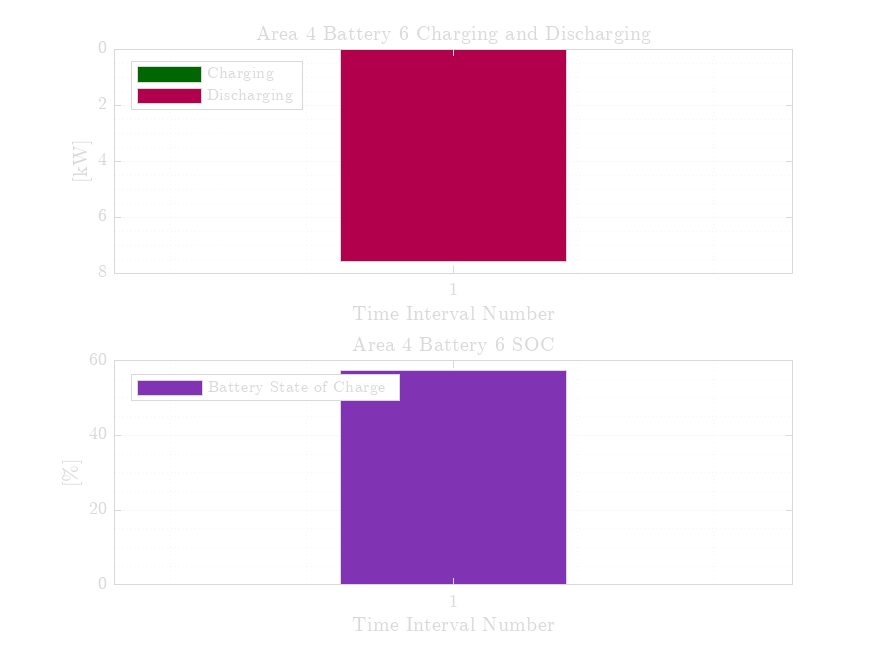 Area 4 Battery 6 Charging and Discharging
0
2
4
6
8
[kW]
Charging
Discharging
1
Time Interval Number
Area 4 Battery 6 SOC
60
40
20
0
[%]
Battery State of Charge
1
Time Interval Number